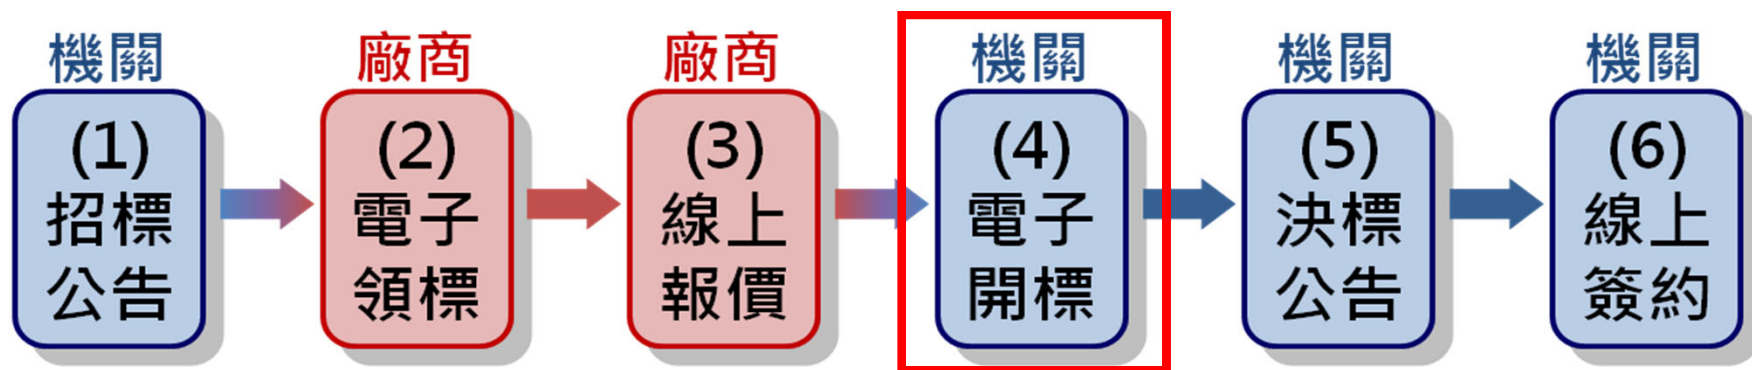 機關
(1)
招標
公告
廠商
(2)
電子
領標
廠商
(3)
線上
報價
機關
(4)
電子
開標
機關
(5)
決標
公告
機關
(6)
線上
簽約